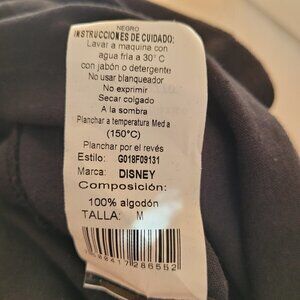 NEGRO
INSTRUCCIONES DE CUIDADO:
Lavar a maquina con
agua fria a 30° C
con jabón o detergente
No usar blanqueador
No exprimir
Secar colgado
A la sombra
Planchar a temperatura Med a
(150°C)
Planchar por el revés
Estilo: G018F09131
Marca: DISNEY
Composición:
100% algodón
TALLA: M